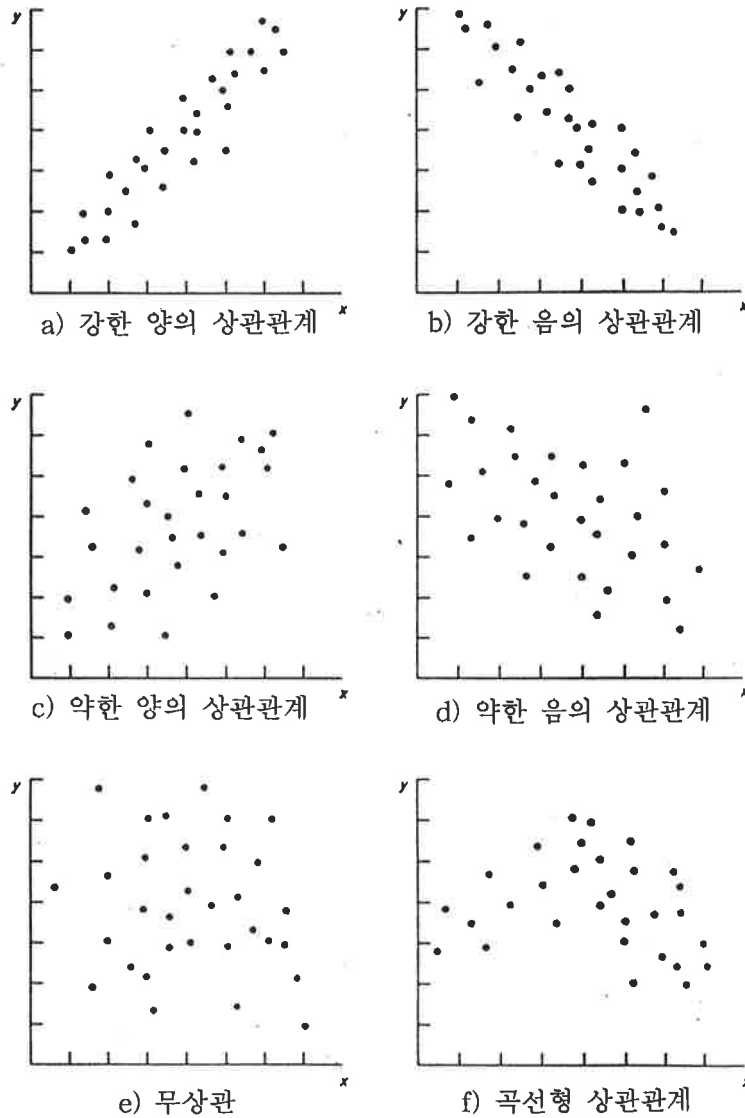 y
y
x
x
a) 강한 양의 상관관계
b) 강한 음의 상관관계
y
y
x
c) 약한 양의 상관관계
d) 약한 음의 상관관계
y
y
x
x
e) 무상관
f) 곡선형 상관관계